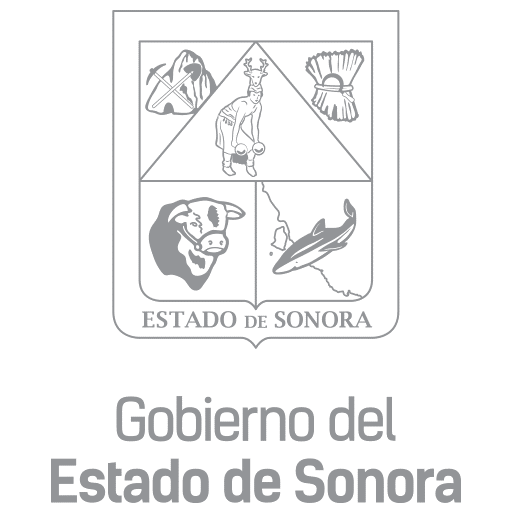 ESTADO DE SONORA
Gobierno del
Estado de Sonora